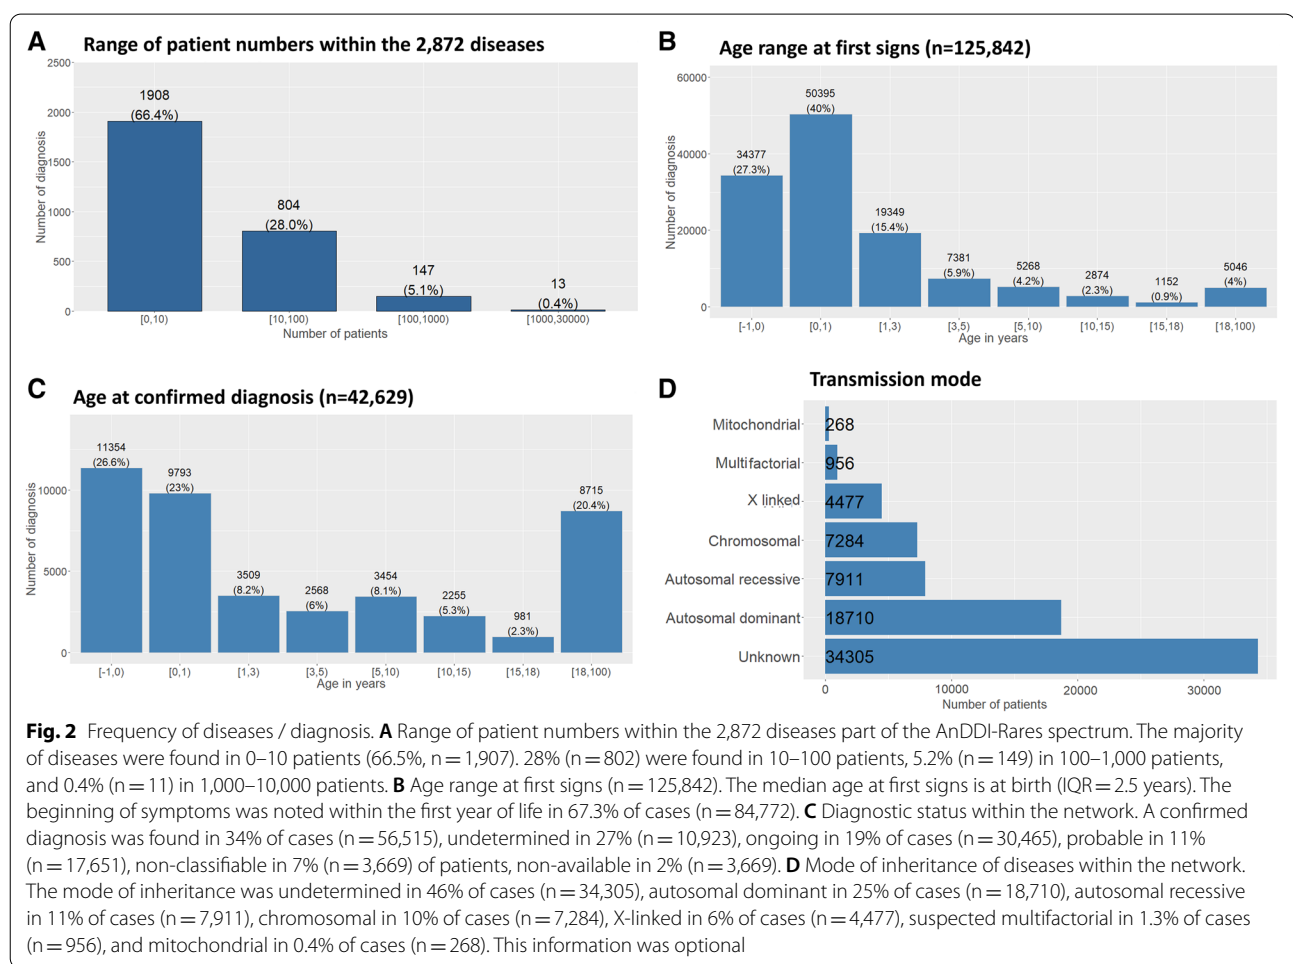 A Range of patient numbers within the 2,872 diseases
2500
2000
1500
1000
500
0
Number of diagnosis
1908
(66.4%)
804
(28.0%)
147
(5.1%)
13
(0.4%)
[0,10) [10,100) [100,1000) [1000,30000)
Number of patients
B Age range at first signs (n=125,842)
60000
40000
20000
0
Number of diagnosis
34377
(27.3%)
50395
(40%)
19349
(15.4%)
7381
(5.9%)
5268
(4.2%)
2874
(2.3%)
1152
(0.9%)
5046
(4%)
[-1,0) [0,1) [1,3) [3,5) [5,10) [10,15) [15,18) [18,100)
Age in years
C Age at confirmed diagnosis (n=42,629)
10000
5000
0
Number of diagnosis
11354
(26.6%)
9793
(23%)
3509
(8.2%)
2568
(6%)
3454
(8.1%)
2255
(5.3%)
981
(2.3%)
8715
(20.4%)
[-1,0) [0,1) [1,3) [3,5) [5,10) [10,15) [15,18) [18,100)
Age in years
D Transmission mode
Mitochondrial 268
Multifactorial 956
X linked 4477
Chromosomal 7284
Autosomal recessive 7911
Autosomal dominant 18710
Unknown 34305
0 10000 20000 30000
Number of patients
Fig. 2 Frequency of diseases / diagnosis. A Range of patient numbers within the 2,872 diseases part of the AnDDI-Rares spectrum. The majority
of diseases were found in 0–10 patients (66.5%, n = 1,907). 28% (n = 802) were found in 10–100 patients, 5.2% (n = 149) in 100–1,000 patients,
and 0.4% (n = 11) in 1,000–10,000 patients. B Age range at first signs (n = 125,842). The median age at first signs is at birth (IQR = 2.5 years). The
beginning of symptoms was noted within the first year of life in 67.3% of cases (n = 84,772). C Diagnostic status within the network. A confirmed
diagnosis was found in 34% of cases (n = 56,515), undetermined in 27% (n = 10,923), ongoing in 19% of cases (n = 30,465), probable in 11%
(n = 17,651), non-classifiable in 7% (n = 3,669) of patients, non-available in 2% (n = 3,669). D Mode of inheritance of diseases within the network.
The mode of inheritance was undetermined in 46% of cases (n = 34,305), autosomal dominant in 25% of cases (n = 18,710), autosomal recessive
in 11% of cases (n = 7,911), chromosomal in 10% of cases (n = 7,284), X-linked in 6% of cases (n = 4,477), suspected multifactorial in 1.3% of cases
(n = 956), and mitochondrial in 0.4% of cases (n = 268). This information was optional